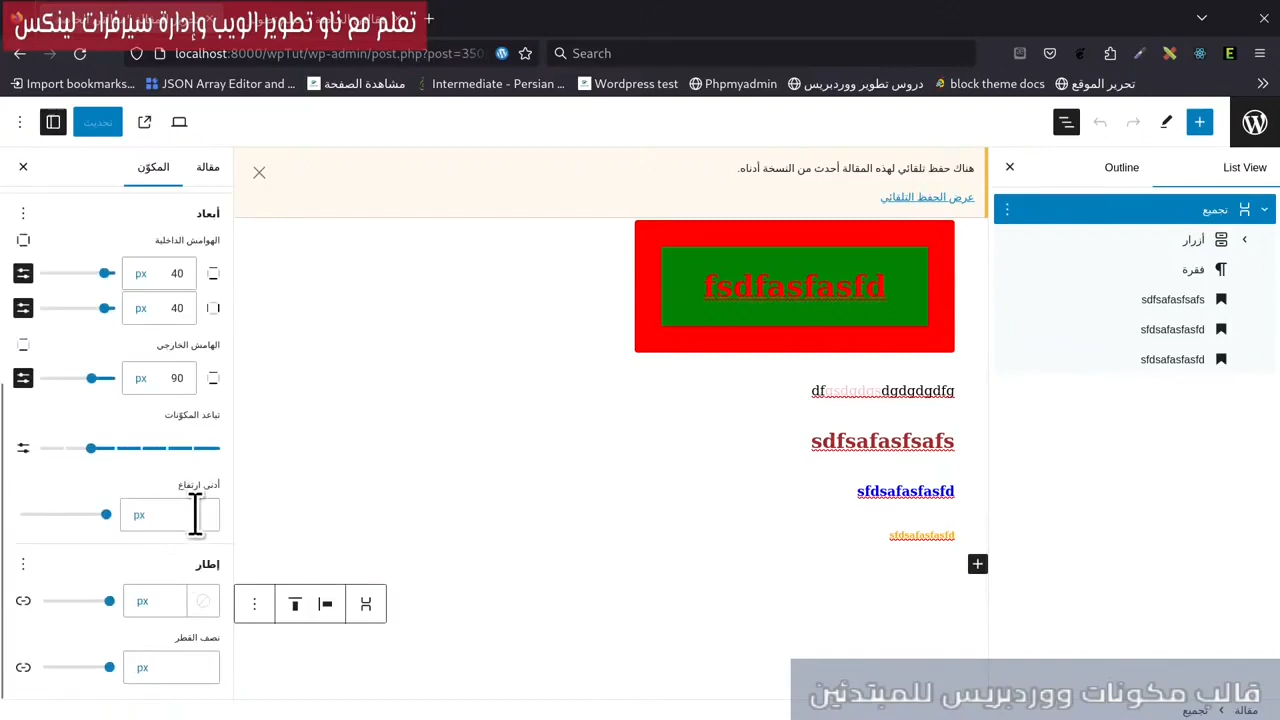 تعلم مع ناو تطوير الويب وإدارة سيرفرات لينكس
localhost:8000/wpTut/wp-admin/post.php?post=350
Search
Import bookmarks...
JSON Array Editor and ...
مشاهدة الصفحة
Intermediate - Persian ...
Wordpress test
Phpmyadmin
دروس تطوير ووردبريس
block theme docs
تحرير الموقع
تحديث
مقالة
المكوّن
هناك حفظ تلقائي لهذه المقالة أحدث من النسخة أدناه.
عرض الحفظ التلقائي
Outline
List View
تجميع
أزرار
فقرة
sdfsafasfsafs
sfdsafasfasfd
sfdsafasfasfd
أبعاد
الهوامش الداخلية
px 40
px 40
الهامش الخارجي
px 90
تباعد المكوّنات
أدنى ارتفاع
px
إطار
px
نصف القطر
px
fsdfasfasfd
dfgsdgdgsdgdgdgdfg
sdfsafasfsafs
sfdsafasfasfd
sfdsafasfasfd
قالب مكونات ووردبريس للمبتدئين
مقالة
تجميع